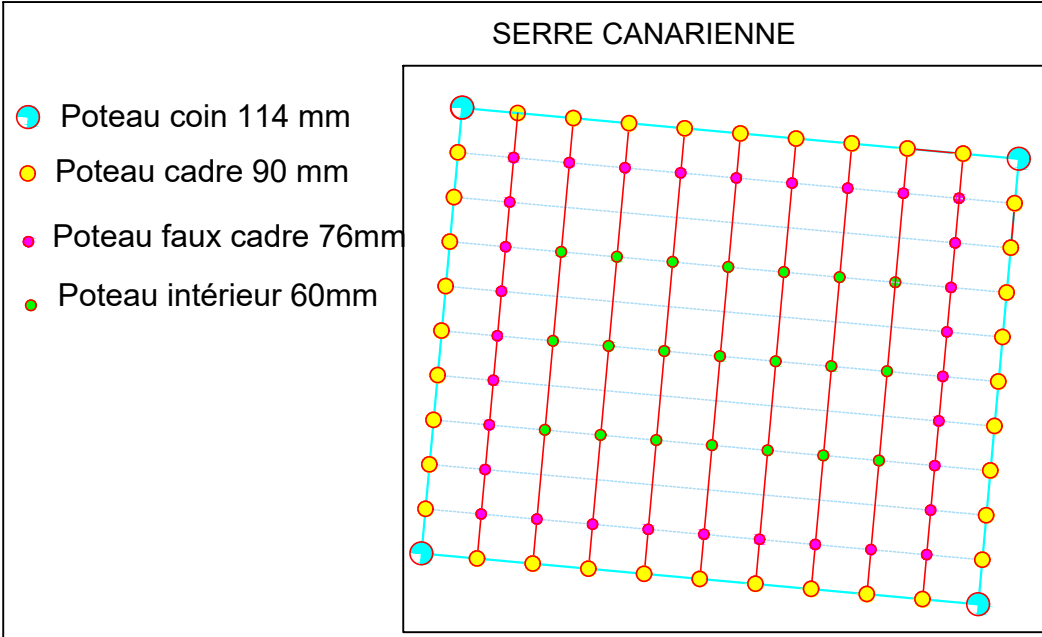 SERRE CANARIENNE
Poteau coin 114 mm
Poteau cadre 90 mm
Poteau faux cadre 76mm
Poteau intérieur 60mm